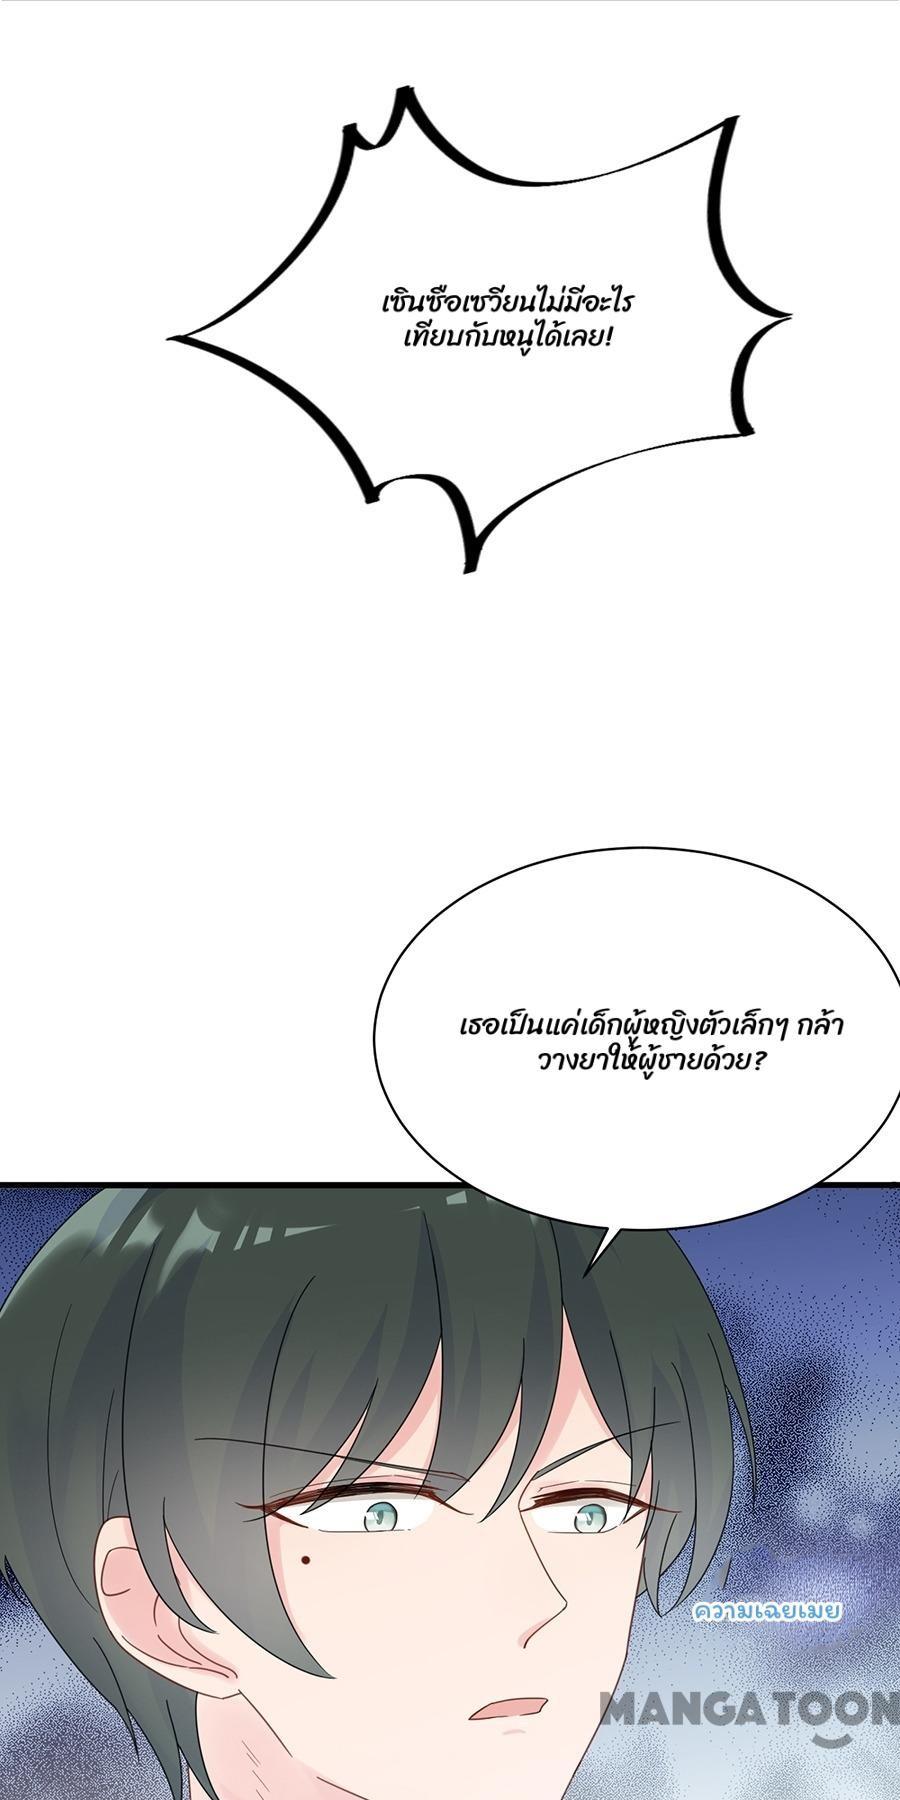 เซินซือเซวียนไม่มีอะไร
เทียบกับหนูได้เลย!
เธอเป็นแค่เด็กผู้หญิงตัวเล็กๆ กล้า
วางยาให้ผู้ชายด้วย?
ความเฉยเมย
MANGA TOON